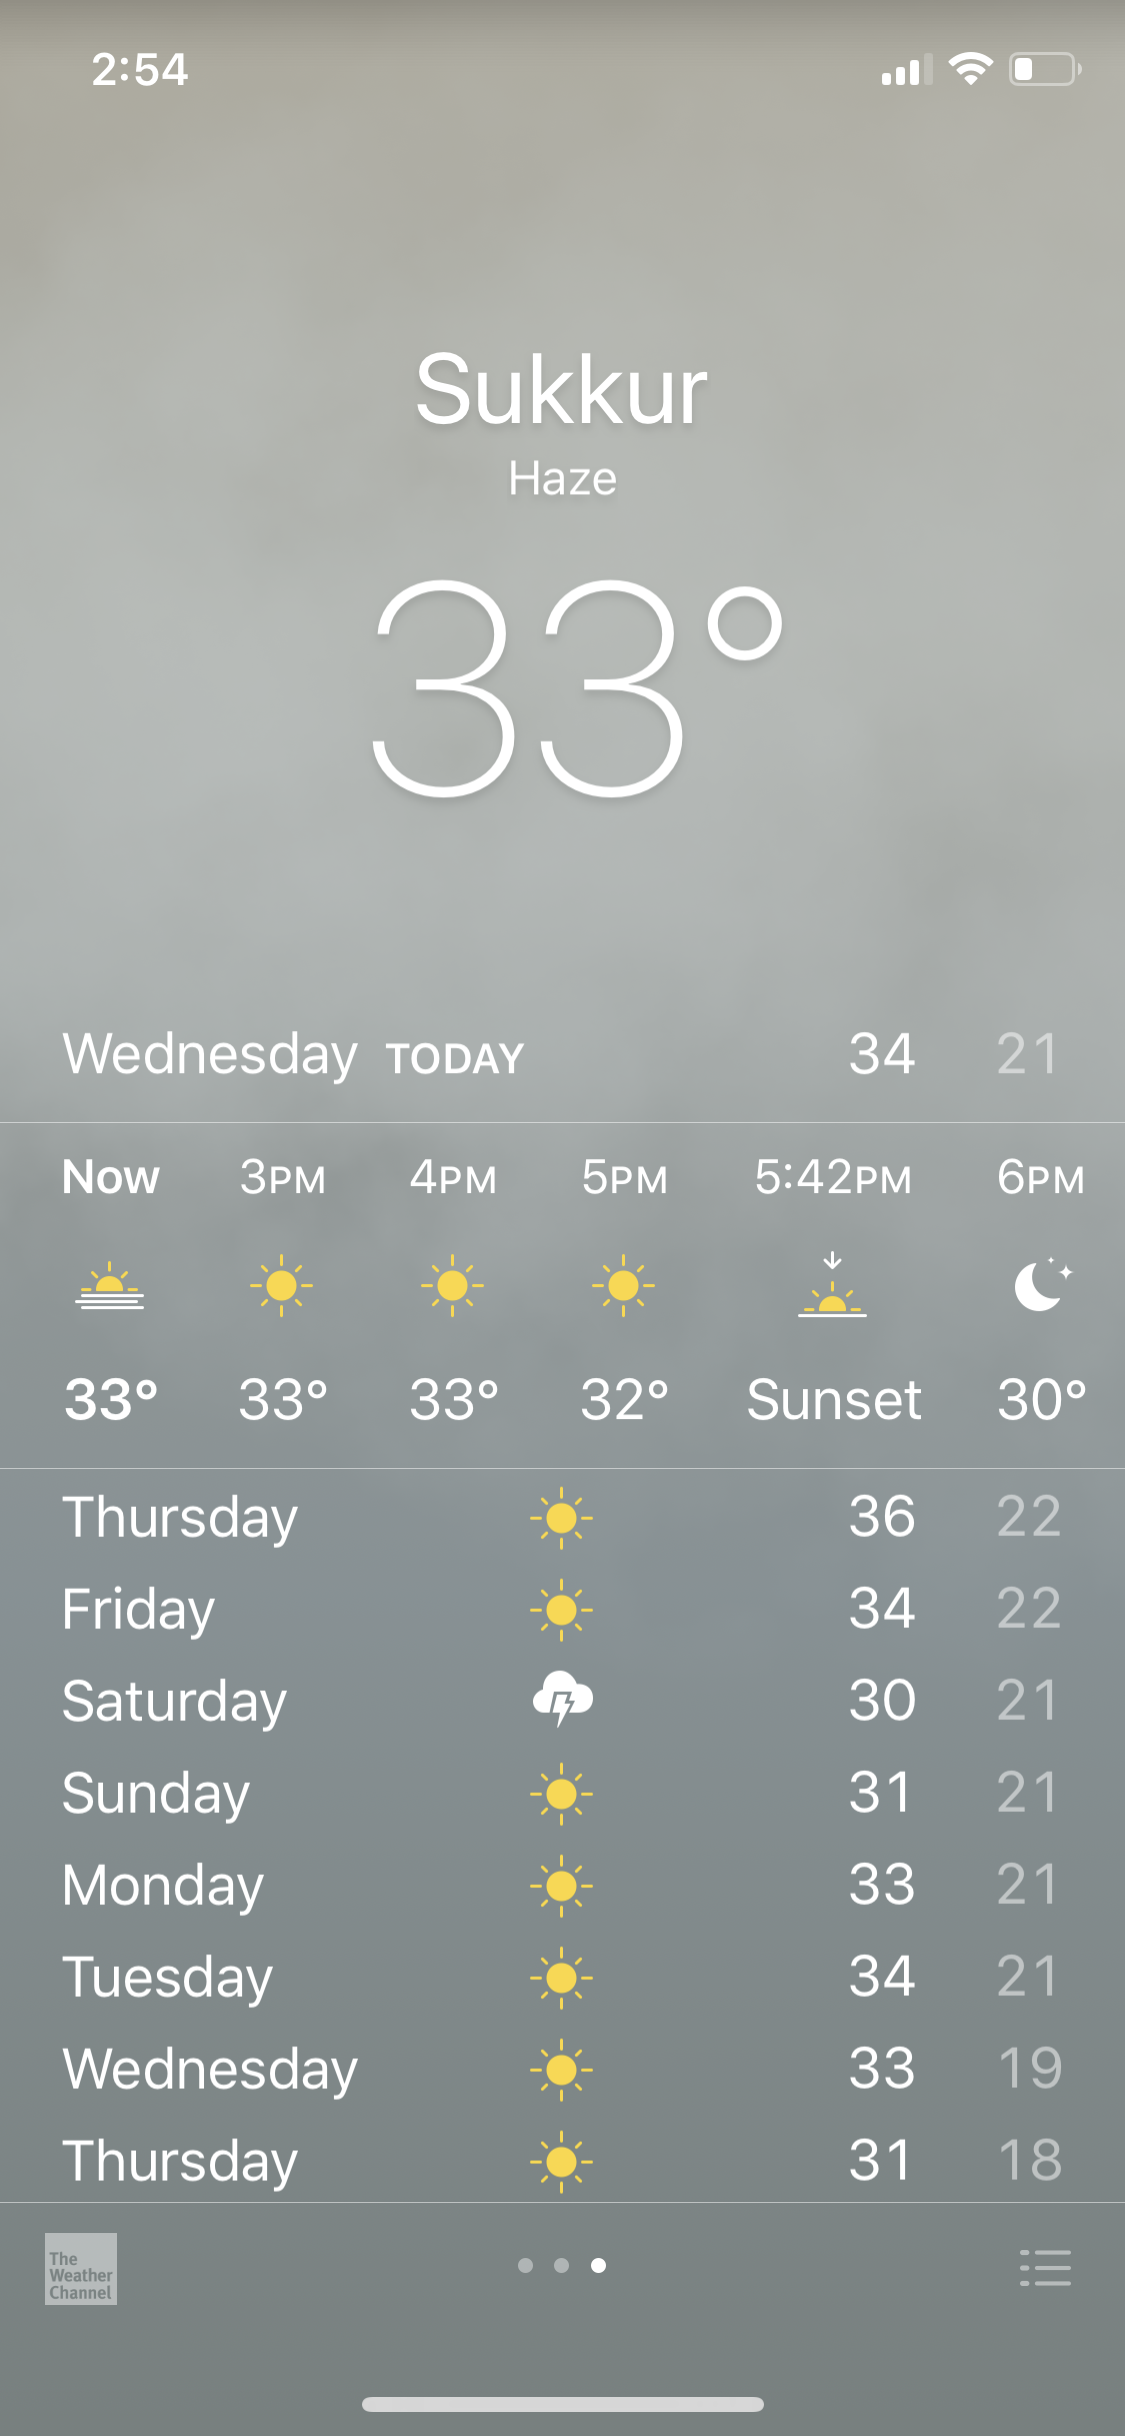 2:54
Sukkur
Haze
33°
Wednesday TODAY 34 21
Now 3PM 4PM 5PM 5:42PM 6PM
33° 33° 33° 32° Sunset 30°
Thursday 36 22
Friday 34 22
Saturday 30 21
Sunday 31 21
Monday 33 21
Tuesday 34 21
Wednesday 33 19
Thursday 31 18
The
Weather
Channel